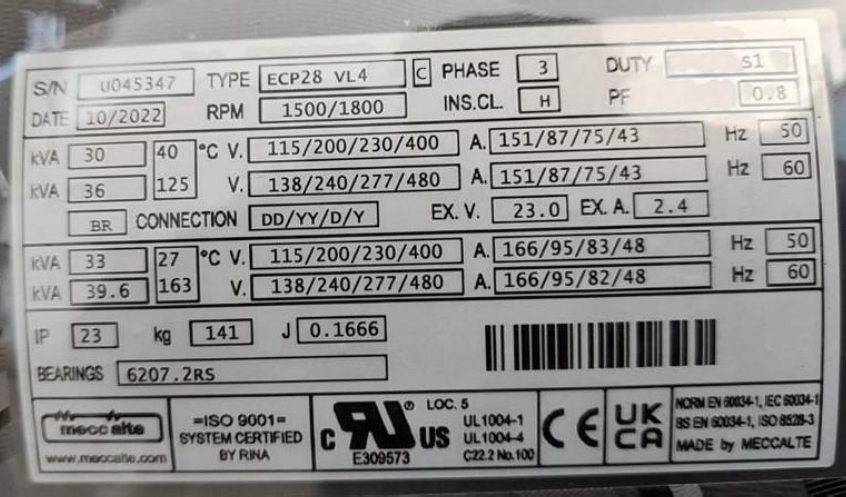 S/N U045347 TYPE ECP28 VL4 C PHASE 3 DUTY S1
DATE 10/2022 RPM 1500/1800 INS.CL. H PF 0.8
kVA 30 40 °C V. 115/200/230/400 A. 151/87/75/43 Hz 50
kVA 36 125 V. 138/240/277/480 A. 151/87/75/43 Hz 60
BR CONNECTION DD/YY/D/Y EX. V. 23.0 EX. A. 2.4
kVA 33 27 °C V. 115/200/230/400 A. 166/95/83/48 Hz 50
kVA 39.6 163 V. 138/240/277/480 A. 166/95/82/48 Hz 60
IP 23 kg 141 J 0.1666
BEARINGS 6207.2RS
mecc alte
www.meccalte.com
=ISO 9001=
SYSTEM CERTIFIED
BY RINA
c RU ® US
E309573
LOC. 5
UL1004-1
UL1004-4
C22.2 No.100
CE
UK
CA
NORM EN 60034-1, IEC 60034-1
BS EN 60034-1, ISO 8528-3
MADE by MECCALTE